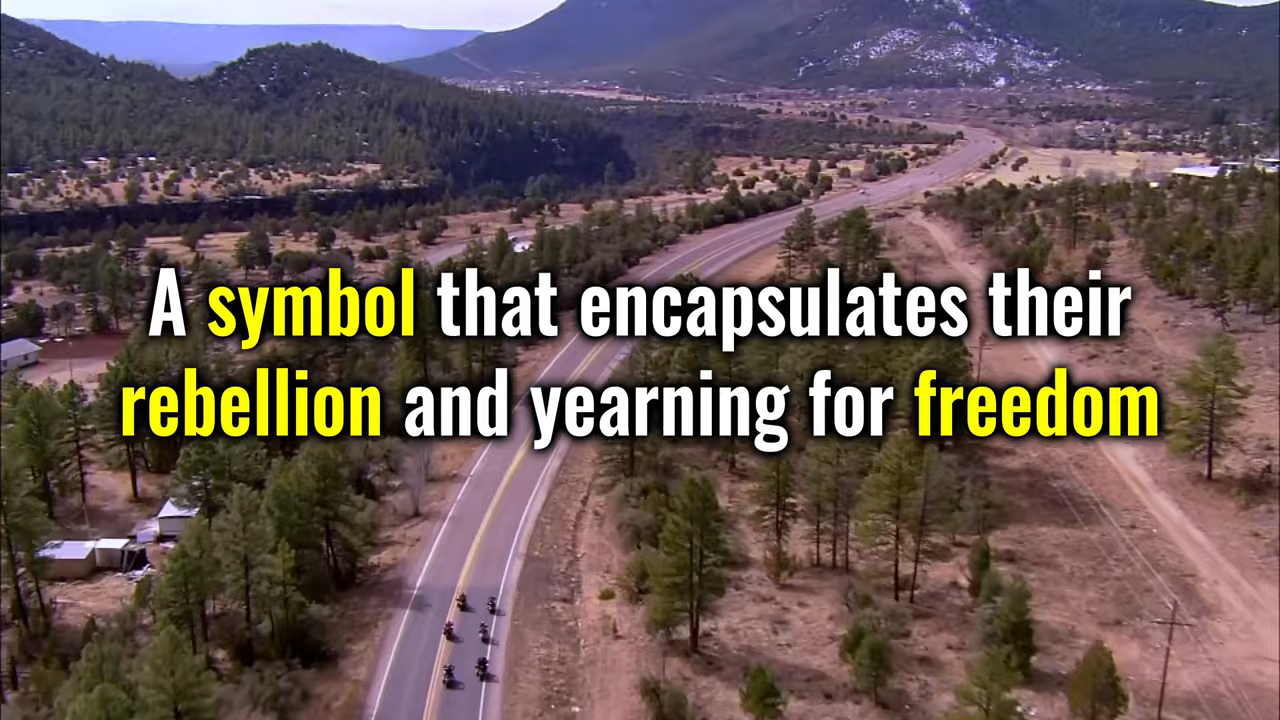 A symbol that encapsulates their
rebellion and yearning for freedom